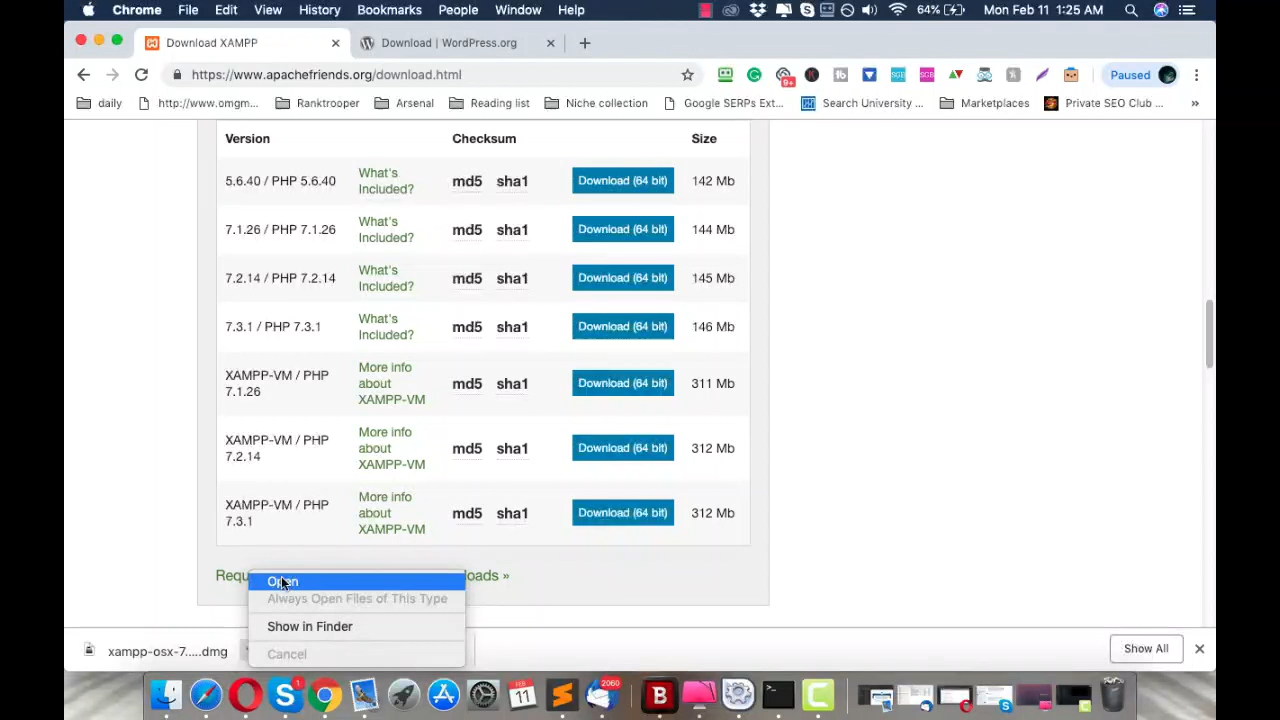 Chrome File Edit View History Bookmarks People Window Help 64% Mon Feb 11 1:25 AM
Download XAMPP Download | WordPress.org
https://www.apachefriends.org/download.html 9+ Paused
daily http://www.omgm... Ranktrooper Arsenal Reading list Niche collection Google SERPs Ext... Search University ... Marketplaces Private SEO Club ... »
Version Checksum Size
5.6.40 / PHP 5.6.40 What's Included? md5 sha1 Download (64 bit) 142 Mb
7.1.26 / PHP 7.1.26 What's Included? md5 sha1 Download (64 bit) 144 Mb
7.2.14 / PHP 7.2.14 What's Included? md5 sha1 Download (64 bit) 145 Mb
7.3.1 / PHP 7.3.1 What's Included? md5 sha1 Download (64 bit) 146 Mb
XAMPP-VM / PHP 7.1.26 More info about XAMPP-VM md5 sha1 Download (64 bit) 311 Mb
XAMPP-VM / PHP 7.2.14 More info about XAMPP-VM md5 sha1 Download (64 bit) 312 Mb
XAMPP-VM / PHP 7.3.1 More info about XAMPP-VM md5 sha1 Download (64 bit) 312 Mb
Requ loads »
Open
Always Open Files of This Type
Show in Finder
Cancel
xampp-osx-7.....dmg Show All
1 11 2060